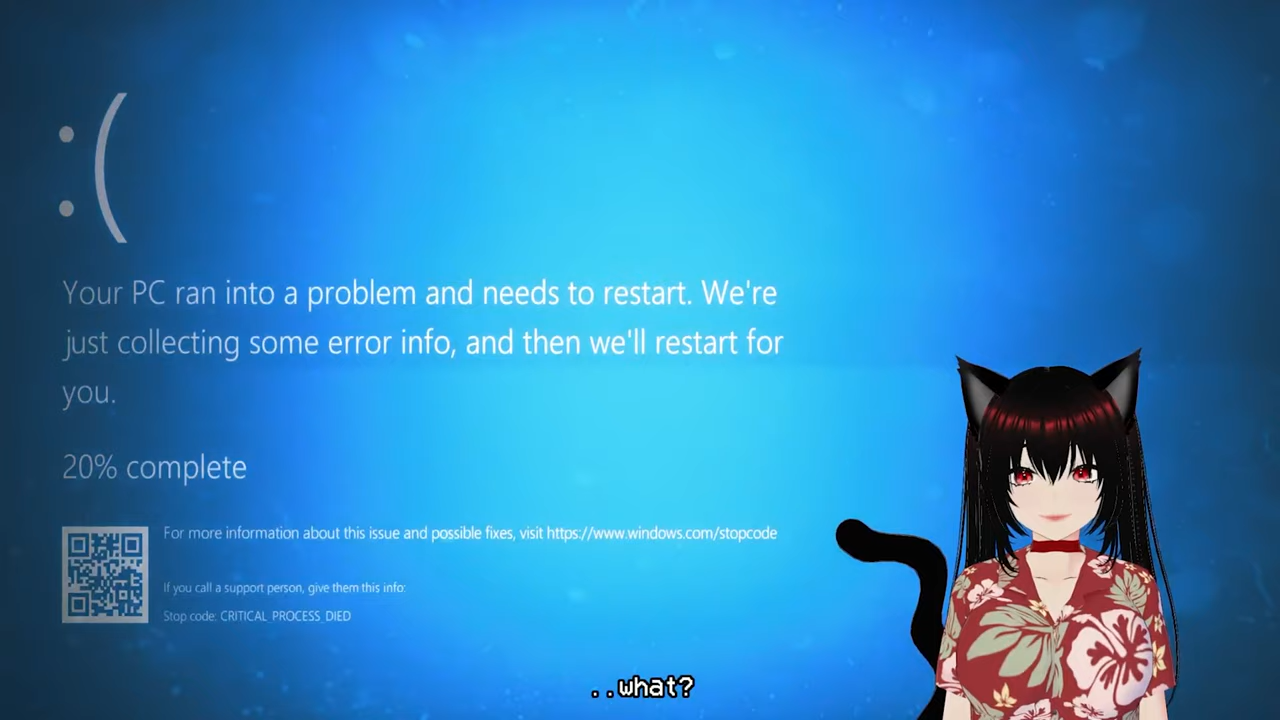 :(
Your PC ran into a problem and needs to restart. We're
just collecting some error info, and then we'll restart for
you.
20% complete
For more information about this issue and possible fixes, visit https://www.windows.com/stopcode
If you call a support person, give them this info:
Stop code: CRITICAL_PROCESS_DIED
..what?